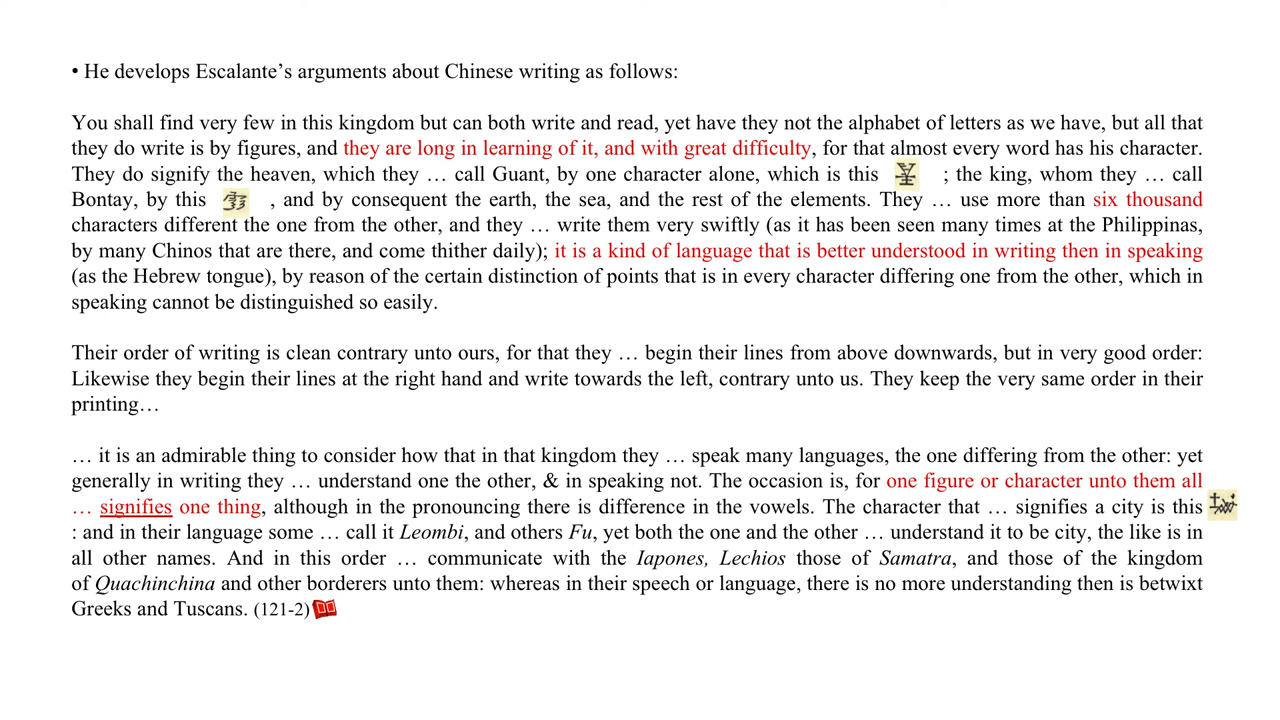 • He develops Escalante’s arguments about Chinese writing as follows:
You shall find very few in this kingdom but can both write and read, yet have they not the alphabet of letters as we have, but all that
they do write is by figures, and they are long in learning of it, and with great difficulty, for that almost every word has his character.
They do signify the heaven, which they … call Guant, by one character alone, which is this ; the king, whom they … call
Bontay, by this , and by consequent the earth, the sea, and the rest of the elements. They … use more than six thousand
characters different the one from the other, and they … write them very swiftly (as it has been seen many times at the Philippinas,
by many Chinos that are there, and come thither daily); it is a kind of language that is better understood in writing then in speaking
(as the Hebrew tongue), by reason of the certain distinction of points that is in every character differing one from the other, which in
speaking cannot be distinguished so easily.
Their order of writing is clean contrary unto ours, for that they … begin their lines from above downwards, but in very good order:
Likewise they begin their lines at the right hand and write towards the left, contrary unto us. They keep the very same order in their
printing…
… it is an admirable thing to consider how that in that kingdom they … speak many languages, the one differing from the other: yet
generally in writing they … understand one the other, & in speaking not. The occasion is, for one figure or character unto them all
… signifies one thing, although in the pronouncing there is difference in the vowels. The character that … signifies a city is this
: and in their language some … call it Leombi, and others Fu, yet both the one and the other … understand it to be city, the like is in
all other names. And in this order … communicate with the Iapones, Lechios those of Samatra, and those of the kingdom
of Quachinchina and other borderers unto them: whereas in their speech or language, there is no more understanding then is betwixt
Greeks and Tuscans. (121-2)